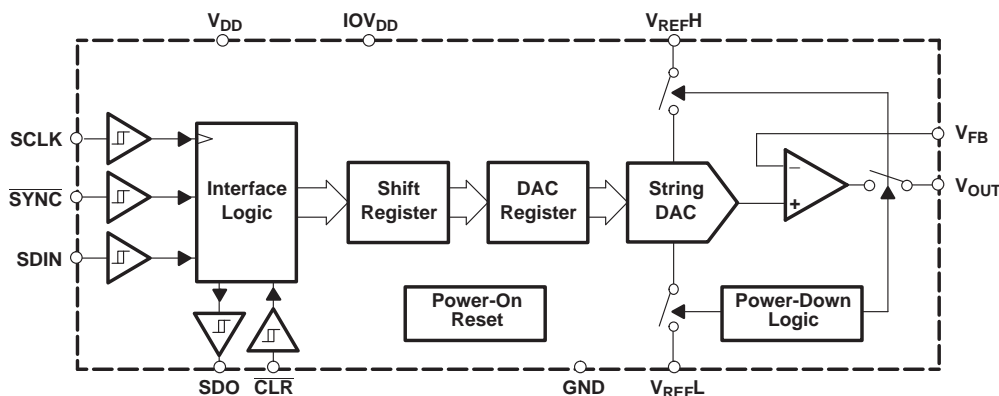 VDD
IOVDD
VREFH
SCLK
SYNC
SDIN
Interface
Logic
Shift
Register
DAC
Register
String
DAC
−
+
VFB
VOUT
Power-On
Reset
Power-Down
Logic
SDO
CLR
GND
VREFL